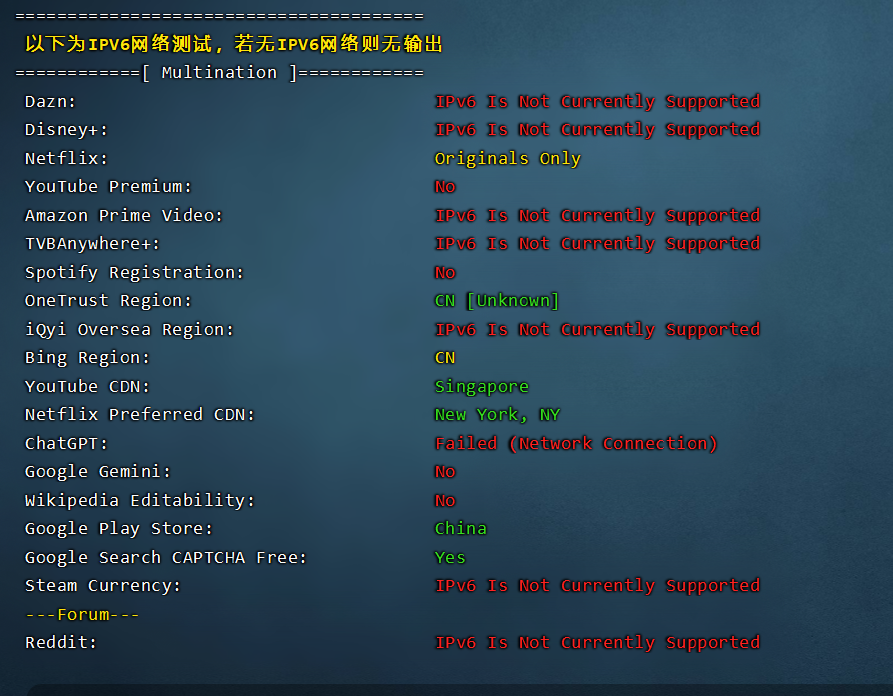 =======================================
以下为IPV6网络测试，若无IPV6网络则无输出
============[ Multination ]============
Dazn: IPv6 Is Not Currently Supported
Disney+: IPv6 Is Not Currently Supported
Netflix: Originals Only
YouTube Premium: No
Amazon Prime Video: IPv6 Is Not Currently Supported
TVBAnywhere+: IPv6 Is Not Currently Supported
Spotify Registration: No
OneTrust Region: CN [Unknown]
iQyi Oversea Region: IPv6 Is Not Currently Supported
Bing Region: CN
YouTube CDN: Singapore
Netflix Preferred CDN: New York, NY
ChatGPT: Failed (Network Connection)
Google Gemini: No
Wikipedia Editability: No
Google Play Store: China
Google Search CAPTCHA Free: Yes
Steam Currency: IPv6 Is Not Currently Supported
---Forum---
Reddit: IPv6 Is Not Currently Supported